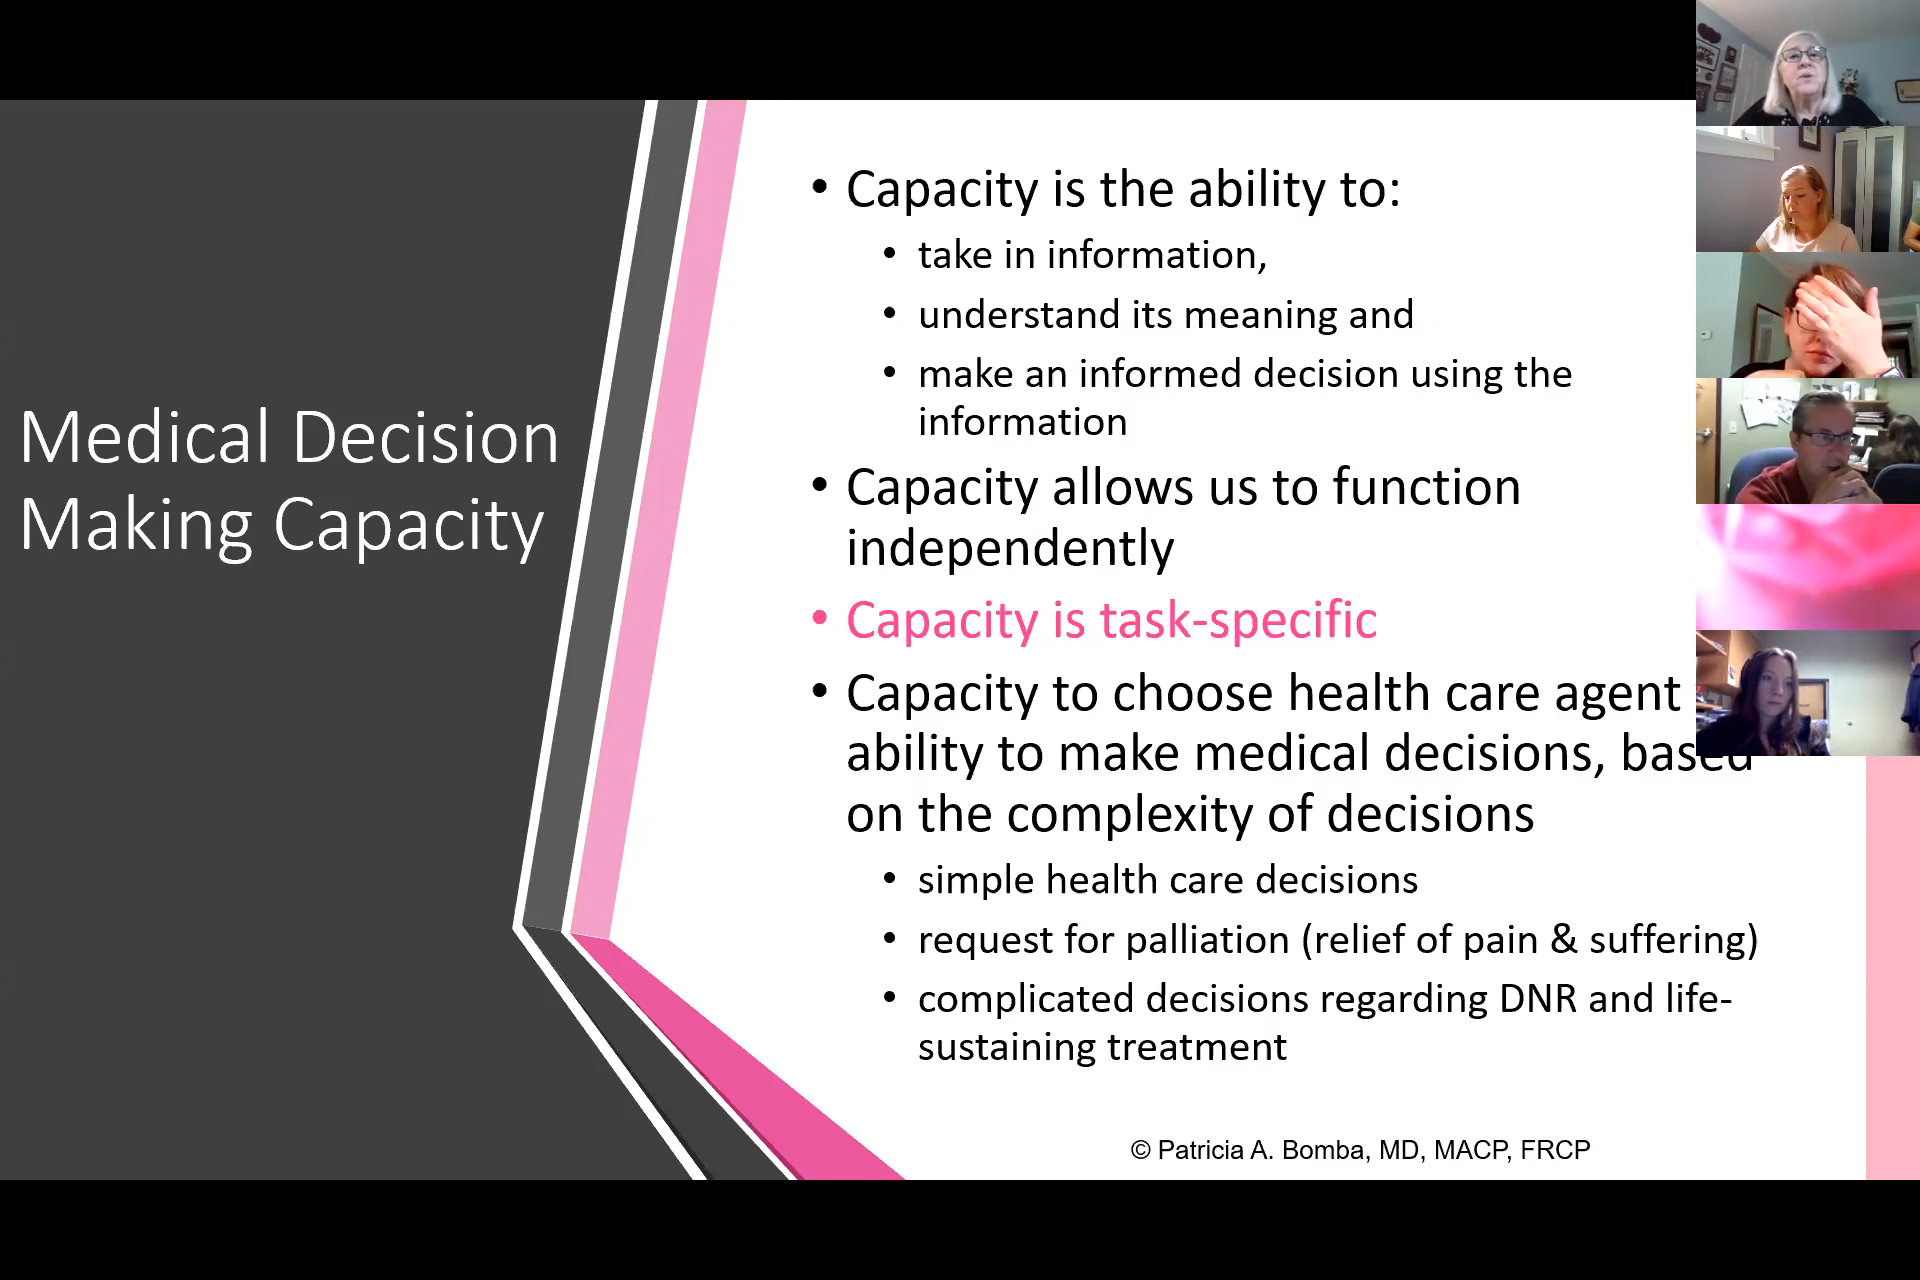 Medical Decision
Making Capacity
• Capacity is the ability to:
• take in information,
• understand its meaning and
• make an informed decision using the
information
• Capacity allows us to function
independently
• Capacity is task-specific
• Capacity to choose health care agent
ability to make medical decisions, based
on the complexity of decisions
• simple health care decisions
• request for palliation (relief of pain & suffering)
• complicated decisions regarding DNR and life-
sustaining treatment
© Patricia A. Bomba, MD, MACP, FRCP